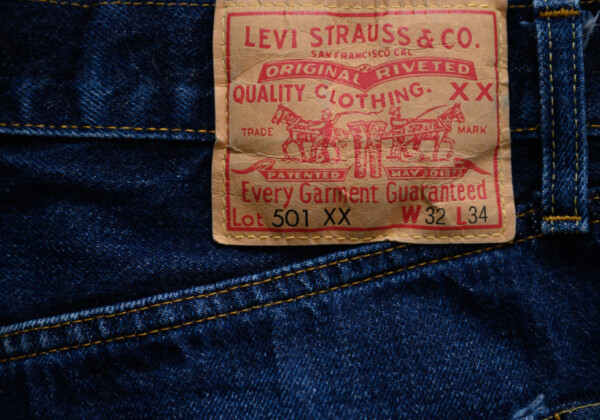 LEVI STRAUSS & CO.
SAN FRANCISCO CAL.
ORIGINAL RIVETED
QUALITY CLOTHING. XX
TRADE MARK
PATENTED MAY 20 1873
Every Garment Guaranteed
Lot 501 XX W 32 L 34